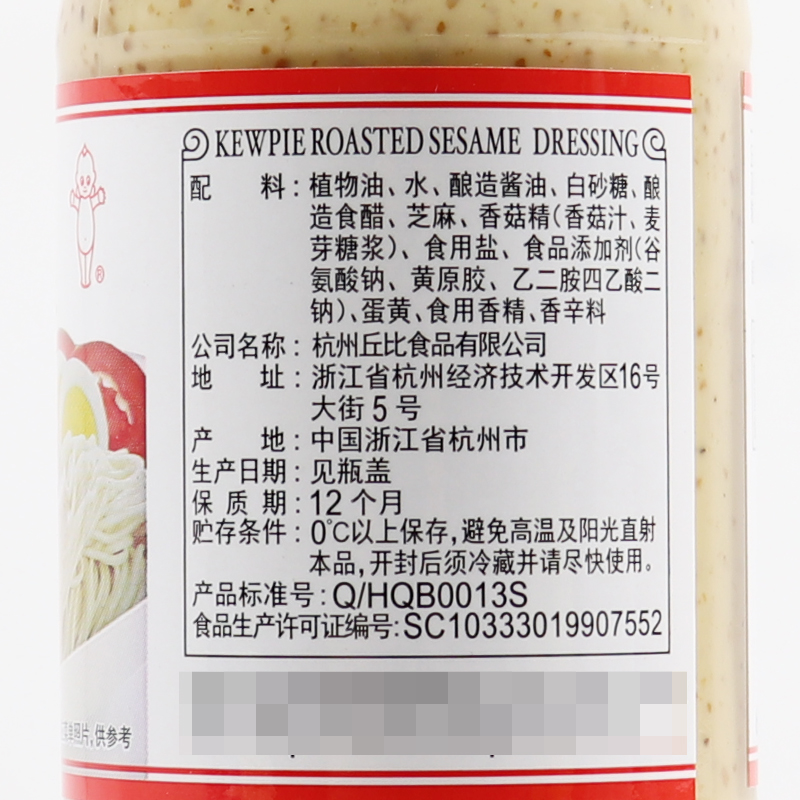 KEWPIE ROASTED SESAME DRESSING
配 料:植物油、水、酿造酱油、白砂糖、酿
造食醋、芝麻、香菇精(香菇汁、麦
芽糖浆)、食用盐、食品添加剂(谷
氨酸钠、黄原胶、乙二胺四乙酸二
钠)、蛋黄、食用香精、香辛料
公司名称:杭州丘比食品有限公司
地 址:浙江省杭州经济技术开发区16号
大街5号
产 地:中国浙江省杭州市
生产日期:见瓶盖
保 质 期:12个月
贮存条件:0℃以上保存,避免高温及阳光直射
本品,开封后须冷藏并请尽快使用。
产品标准号:Q/HQB0013S
食品生产许可证编号:SC10333019907552
照片,供参考
®